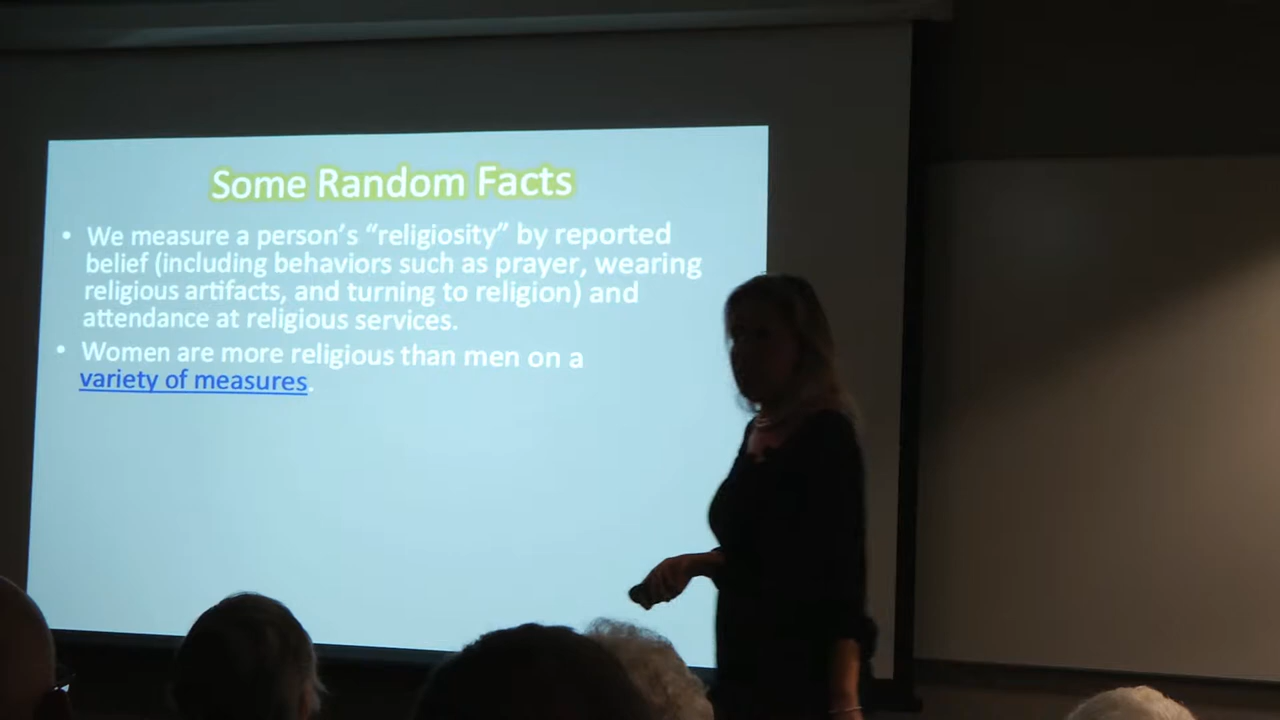 Some Random Facts
• We measure a person's “religiosity” by reported
belief (including behaviors such as prayer, wearing
religious artifacts, and turning to religion) and
attendance at religious services.
• Women are more religious than men on a
variety of measures.